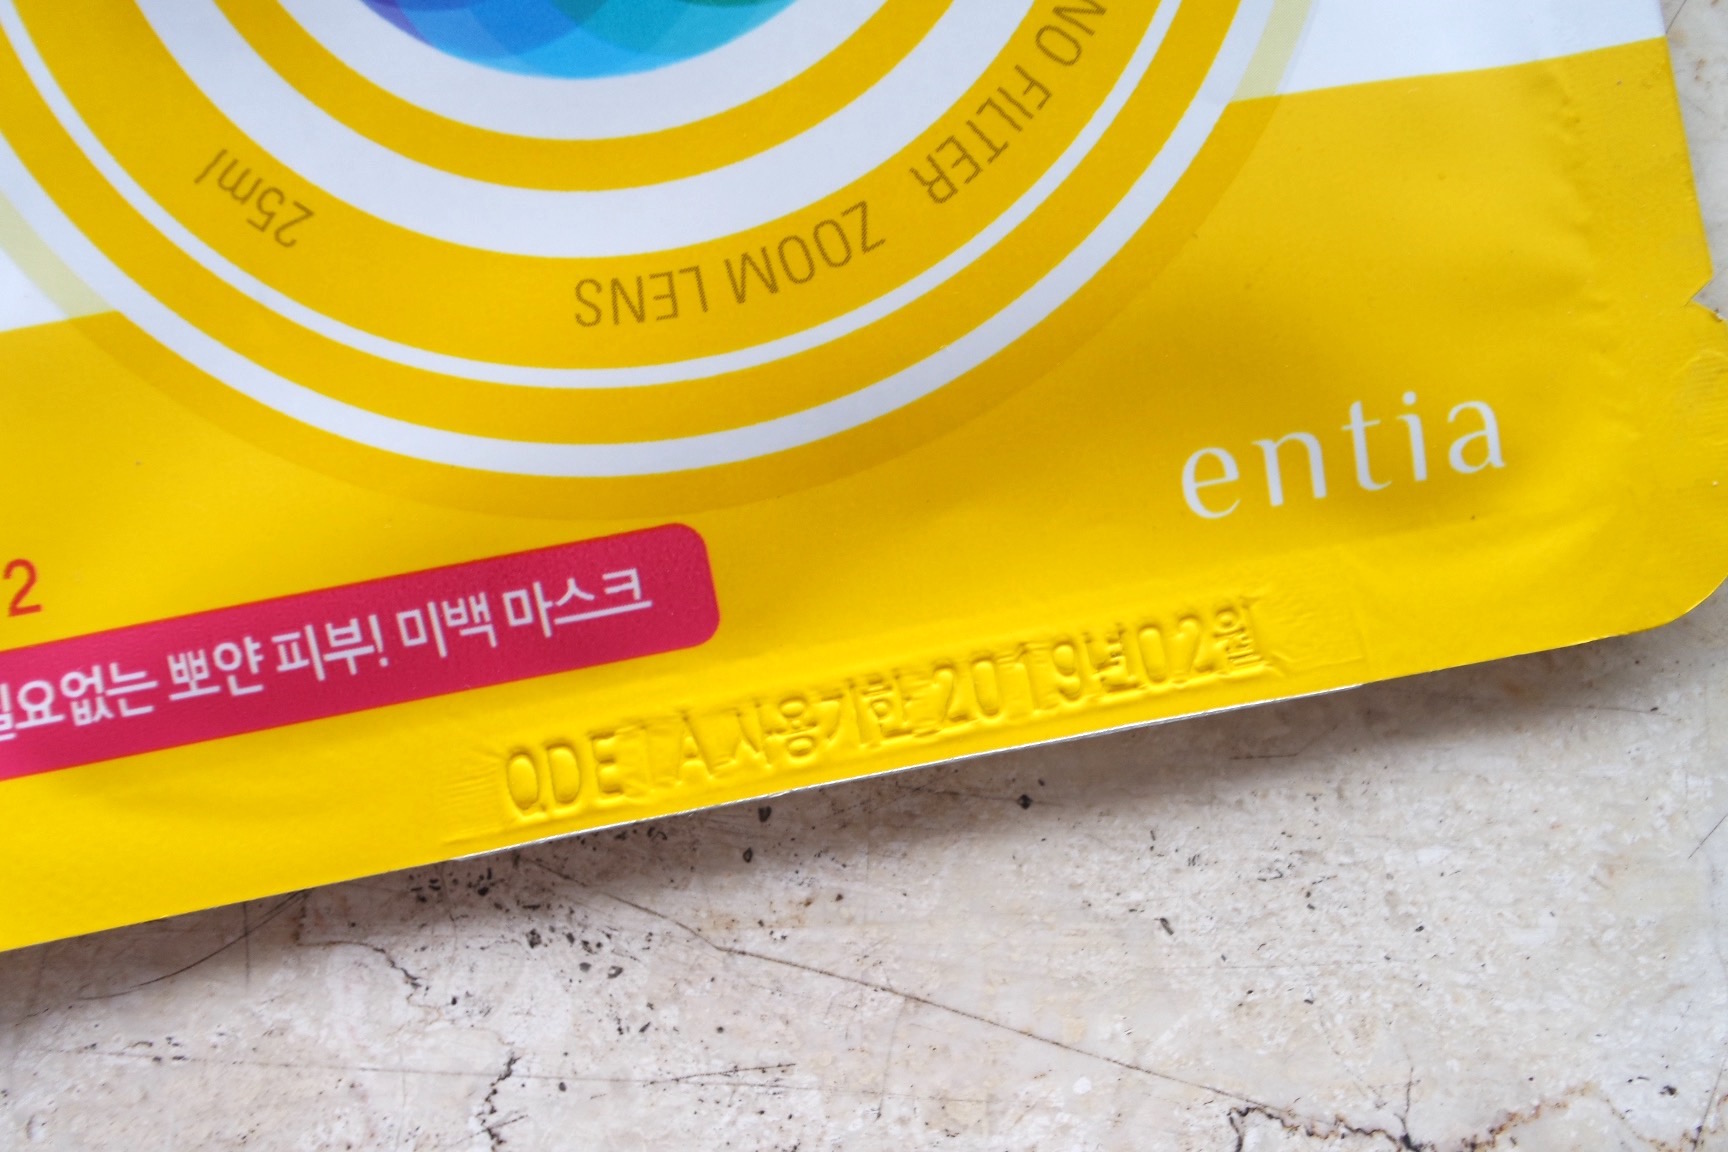 NO FILTER ZOOM LENS
25ml
entia
2
필요없는 뽀얀 피부! 미백 마스크
QDETA 사용기한 2019년02월